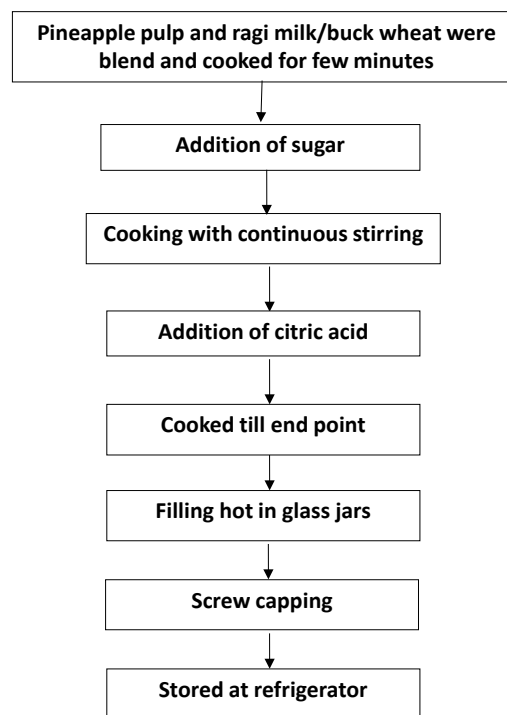 Pineapple pulp and ragi milk/buck wheat were
blend and cooked for few minutes
Addition of sugar
Cooking with continuous stirring
Addition of citric acid
Cooked till end point
Filling hot in glass jars
Screw capping
Stored at refrigerator